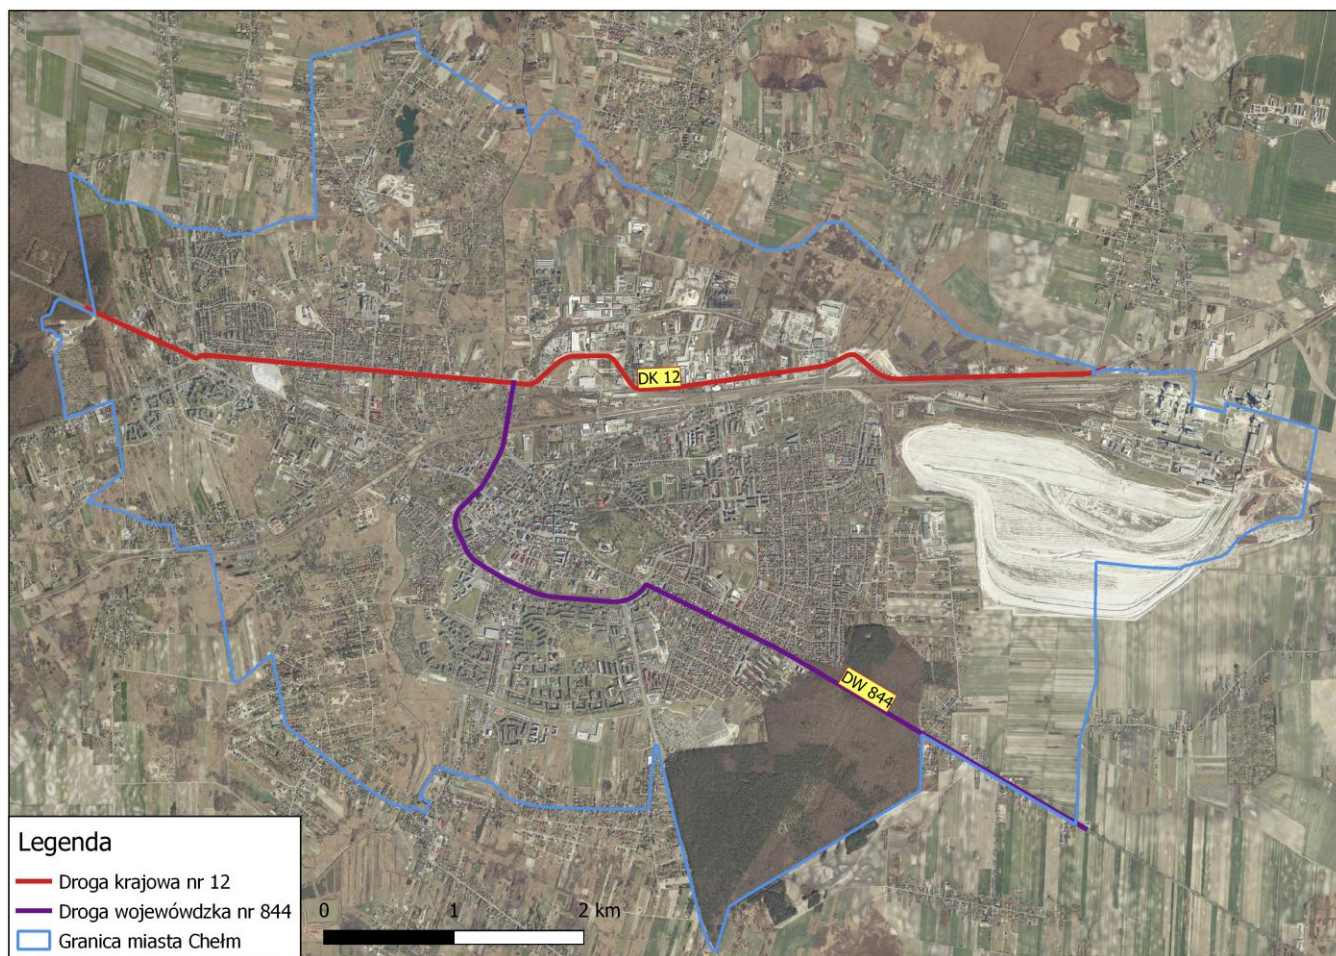 DK 12
DW 844
Legenda
Droga krajowa nr 12
Droga wojewówdzka nr 844
Granica miasta Chełm
0 1 2 km